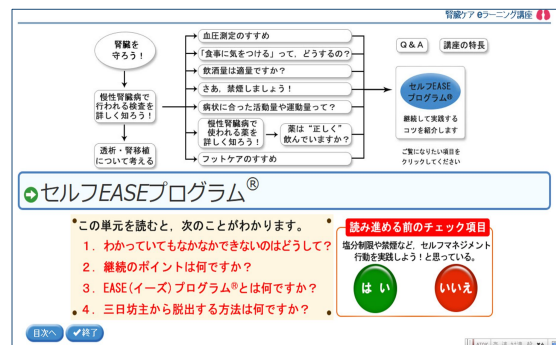 腎臓ケア eラーニング講座
腎臓を
守ろう！
慢性腎臓病で
行われる検査を
詳しく知ろう！
透析・腎移植
について考える
血圧測定のすすめ
「食事に気をつける」って，どうするの？
飲酒量は適量ですか？
さあ，禁煙しましょう！
病状に合った活動量や運動量って？
慢性腎臓病で
使われる薬を
詳しく知ろう！
薬は“正しく”
飲んでいますか？
フットケアのすすめ
Q＆A
講座の特長
セルフEASE
プログラム®
継続して実践する
コツを紹介します
ご覧になりたい項目を
クリックしてください
セルフEASEプログラム®
この単元を読むと，次のことがわかります。
１．わかっていてもなかなかできないのはどうして？
２．継続のポイントは何ですか？
３．EASE(イーズ)プログラム®とは何ですか？
４．三日坊主から脱出する方法は何ですか？
読み進める前のチェック項目
塩分制限や禁煙など，セルフマネジメント
行動を実践しよう！と思っている。
はい
いいえ
目次へ
✔終了